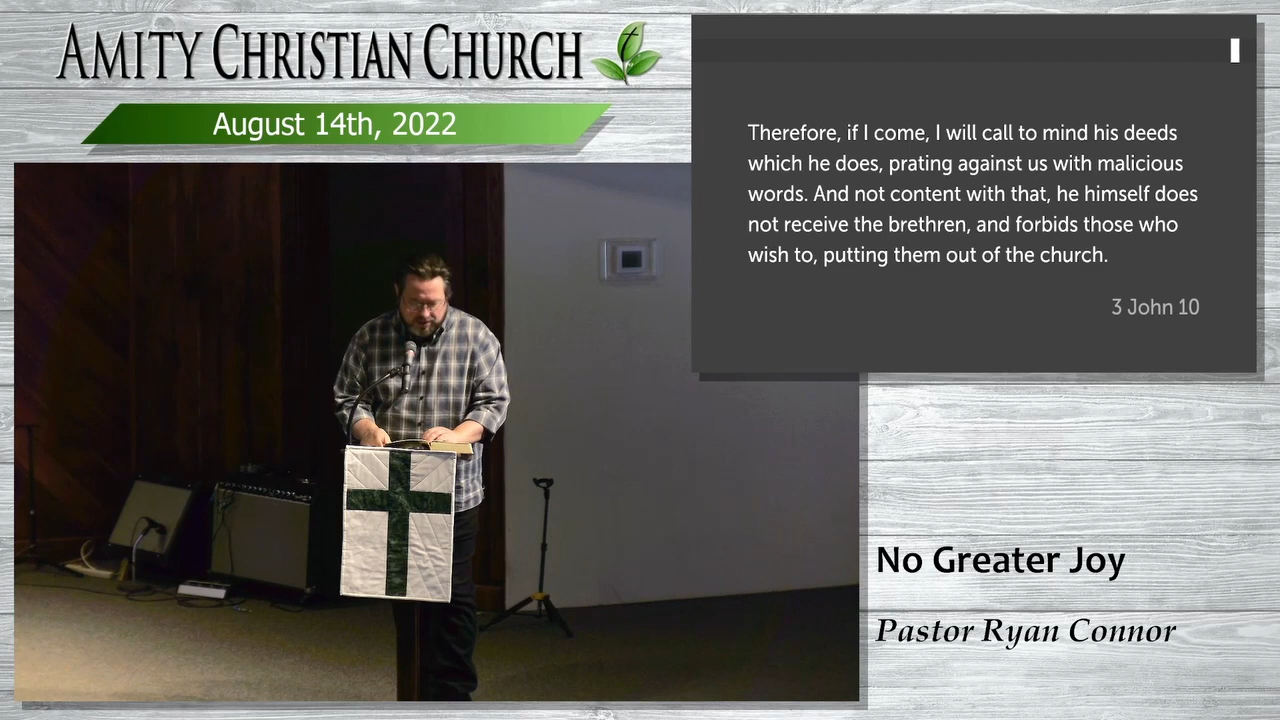 AMITY CHRISTIAN CHURCH
August 14th, 2022
Therefore, if I come, I will call to mind his deeds
which he does, prating against us with malicious
words. And not content with that, he himself does
not receive the brethren, and forbids those who
wish to, putting them out of the church.
3 John 10
No Greater Joy
Pastor Ryan Connor